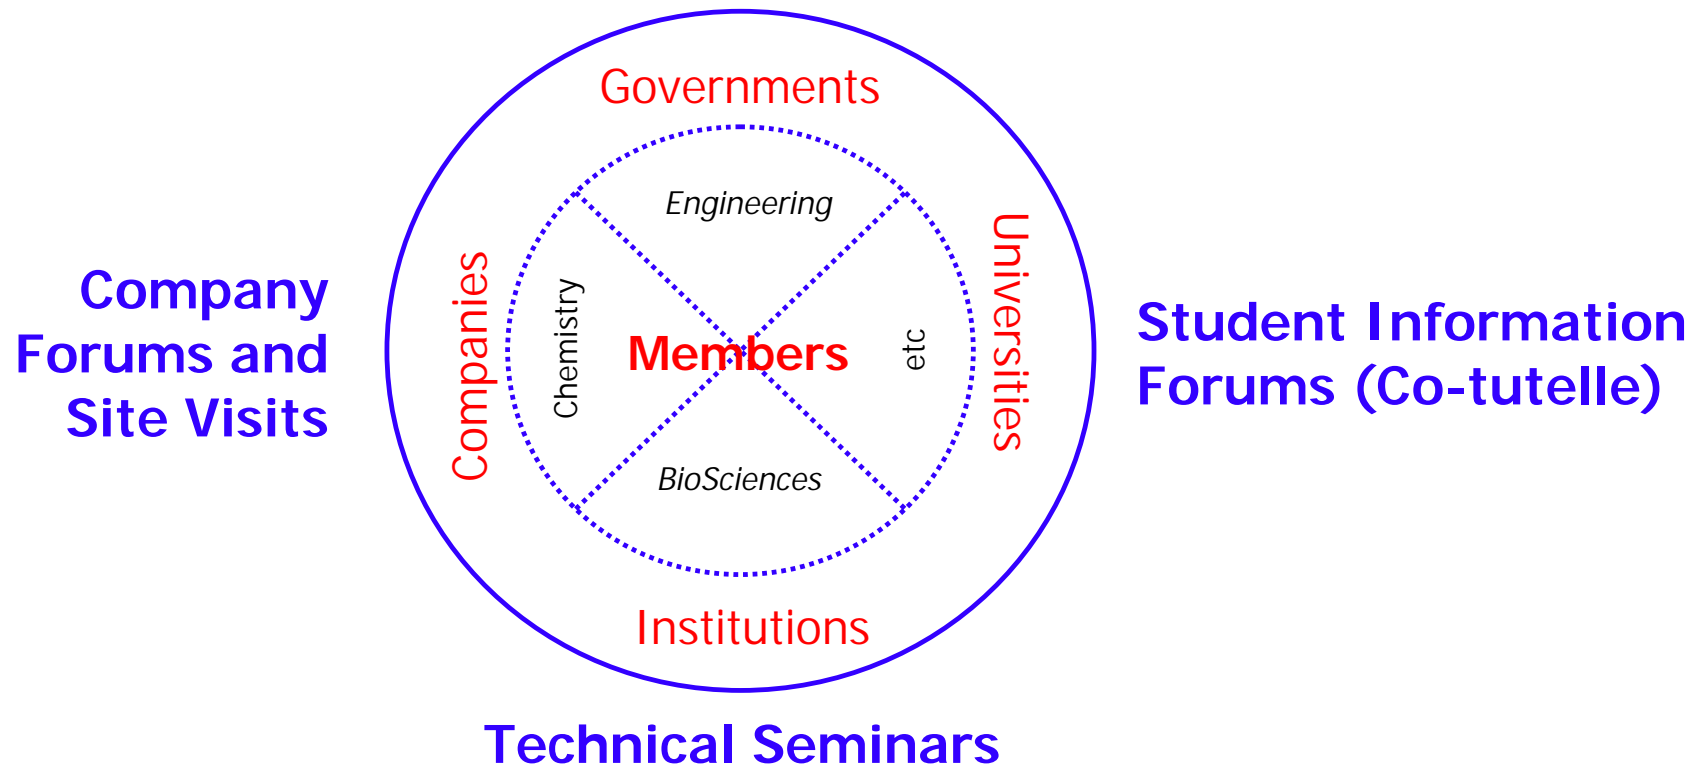 Governments
Engineering
Universities
Company
Forums and
Site Visits
Companies
Chemistry
Members
etc
Student Information
Forums (Co-tutelle)
BioSciences
Institutions
Technical Seminars